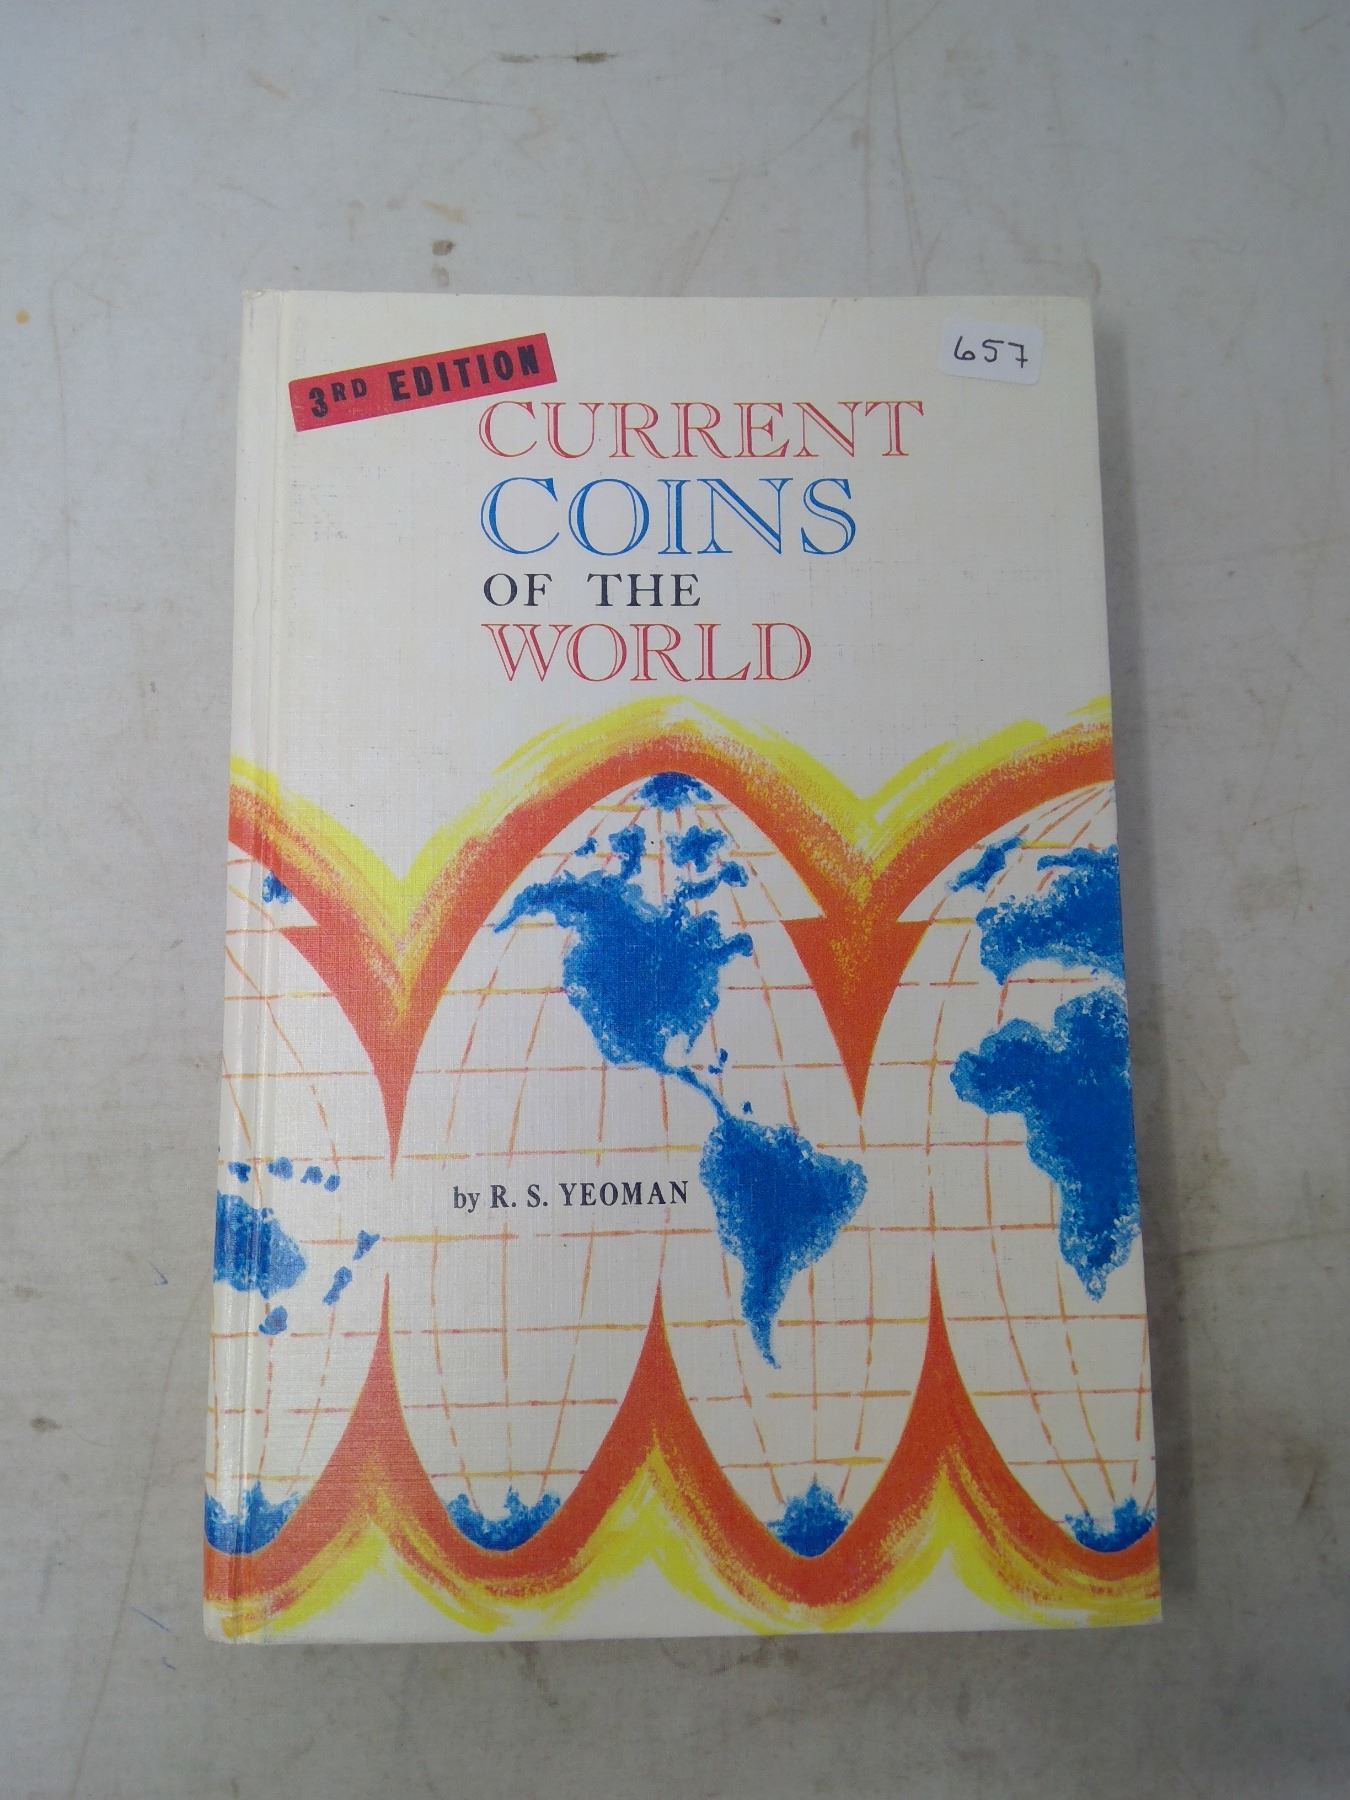 657
3RD EDITION
CURRENT
COINS
OF THE
WORLD
by R. S. YEOMAN